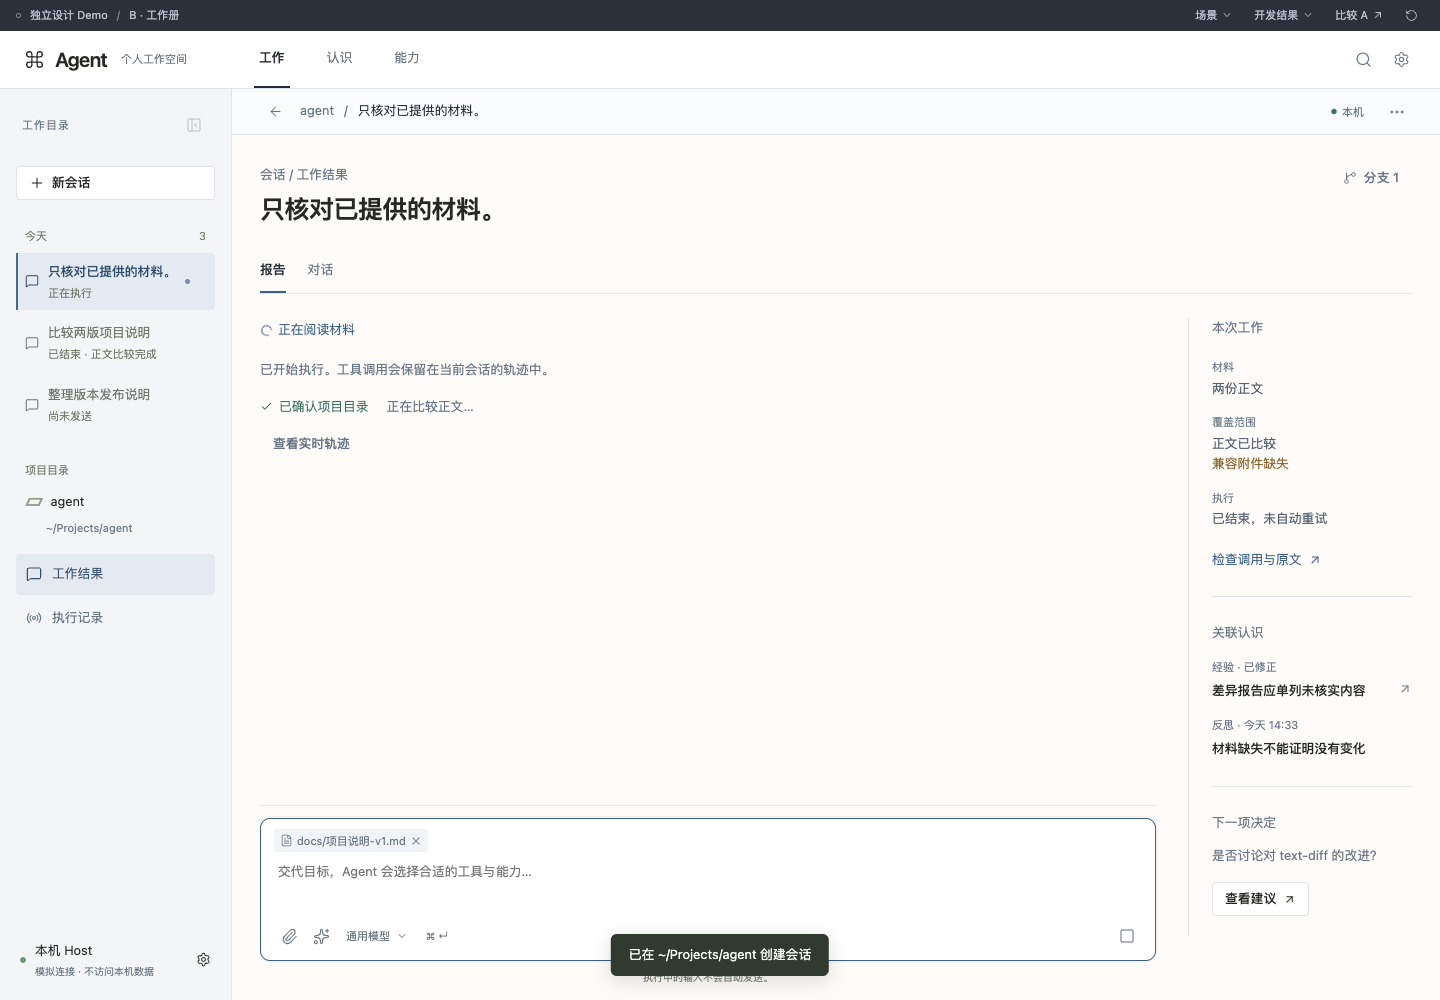 独立设计 Demo / B · 工作册
场景
开发结果
比较 A
Agent 个人工作空间
工作
认识
能力
工作目录
agent / 只核对已提供的材料。
本机
新会话
今天 3
只核对已提供的材料。
正在执行
比较两版项目说明
已结束 · 正文比较完成
整理版本发布说明
尚未发送
项目目录
agent
~/Projects/agent
工作结果
执行记录
本机 Host
模拟连接 · 不访问本机数据
会话 / 工作结果
分支 1
只核对已提供的材料。
报告
对话
正在阅读材料
已开始执行。工具调用会保留在当前会话的轨迹中。
已确认项目目录 正在比较正文...
查看实时轨迹
docs/项目说明-v1.md
交代目标，Agent 会选择合适的工具与能力...
通用模型
⌘ ↵
已在 ~/Projects/agent 创建会话
执行中的输入不会自动发送。
本次工作
材料
两份正文
覆盖范围
正文已比较
兼容附件缺失
执行
已结束，未自动重试
检查调用与原文
关联认识
经验 · 已修正
差异报告应单列未核实内容
反思 · 今天 14:33
材料缺失不能证明没有变化
下一项决定
是否讨论对 text-diff 的改进?
查看建议